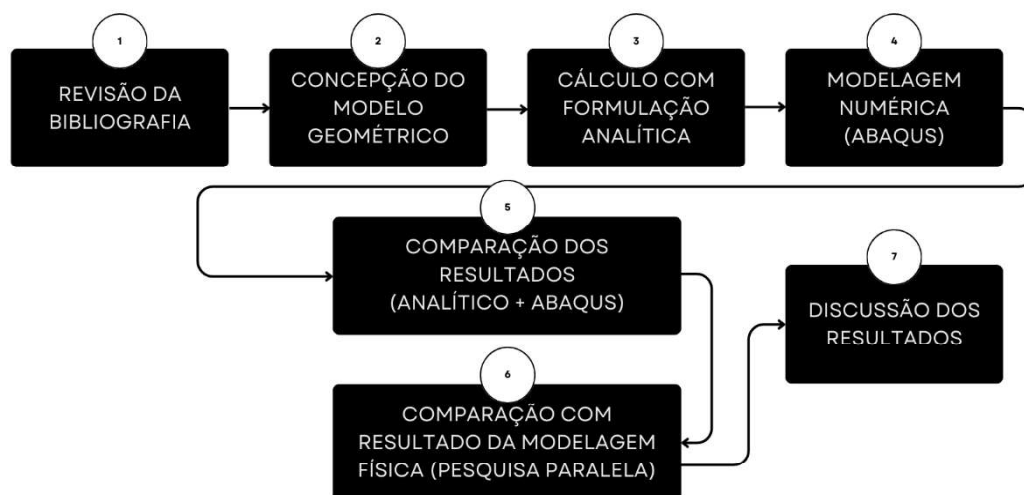 1
REVISÃO DA
BIBLIOGRAFIA
2
CONCEPÇÃO DO
MODELO
GEOMÉTRICO
3
CÁLCULO COM
FORMULAÇÃO
ANALÍTICA
4
MODELAGEM
NUMÉRICA
(ABAQUS)
5
COMPARAÇÃO DOS
RESULTADOS
(ANALÍTICO + ABAQUS)
6
COMPARAÇÃO COM
RESULTADO DA MODELAGEM
FÍSICA (PESQUISA PARALELA)
7
DISCUSSÃO DOS
RESULTADOS